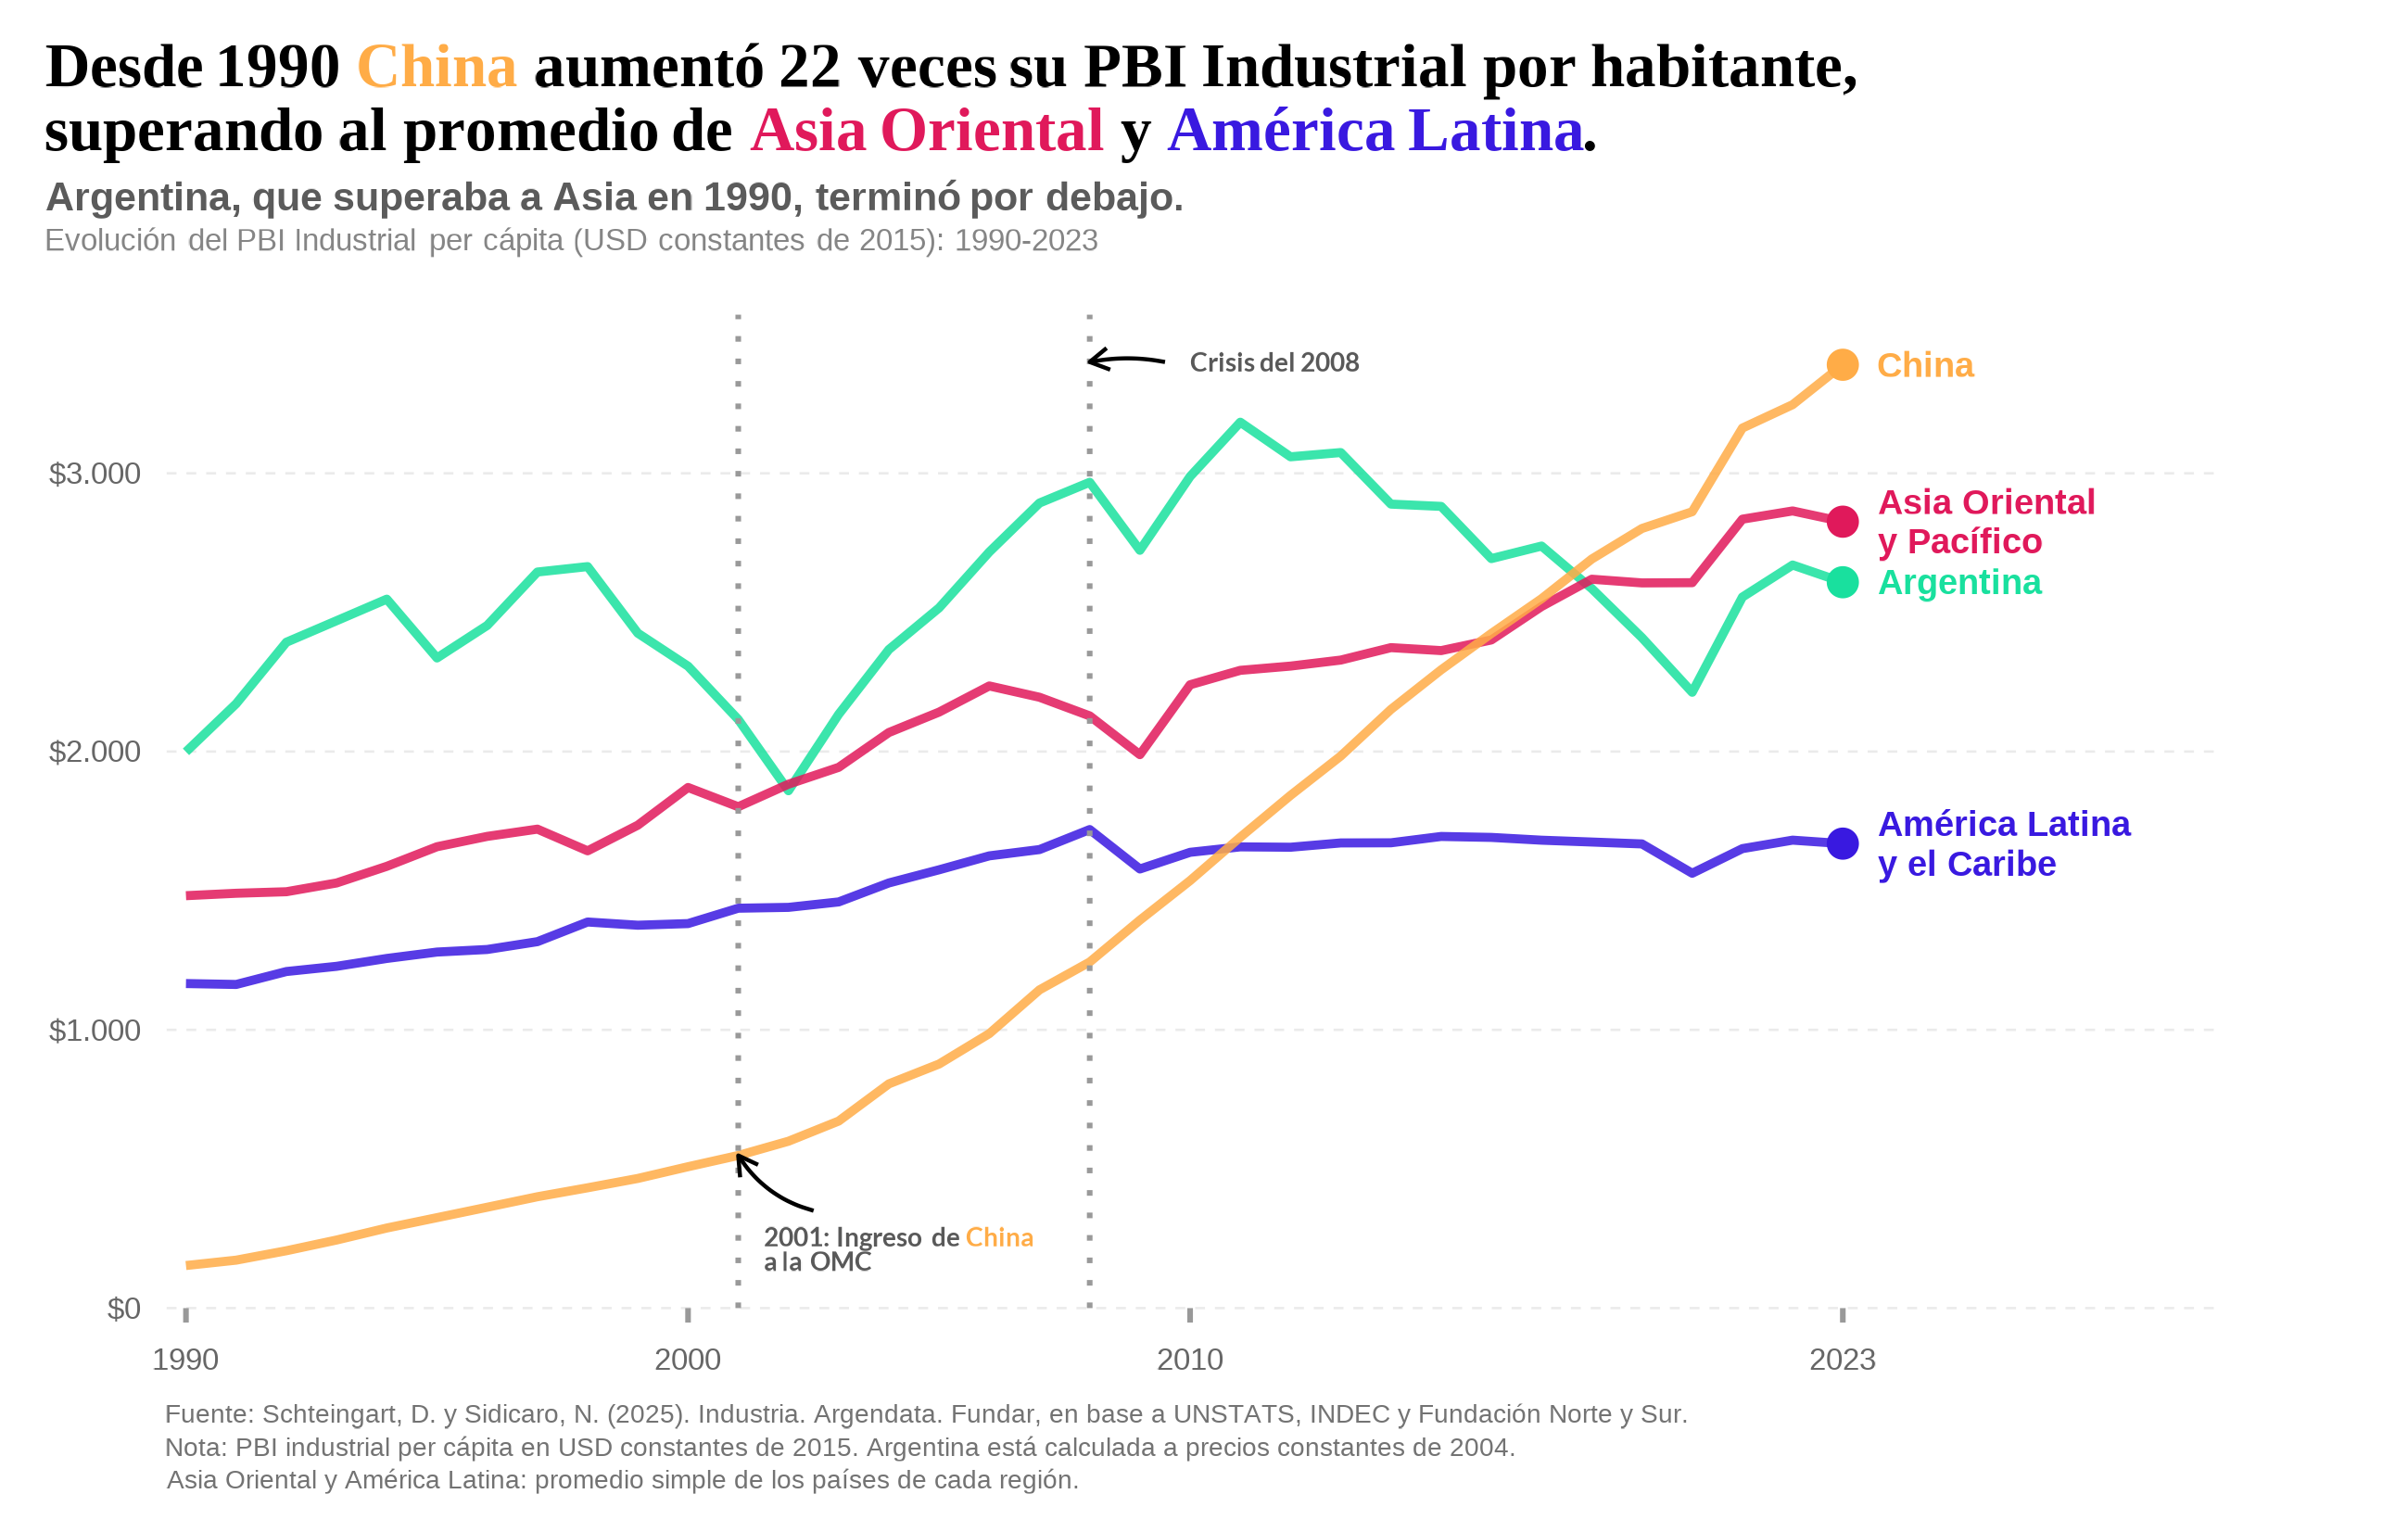 Desde 1990 China aumentó 22 veces su PBI Industrial por habitante,
superando al promedio de Asia Oriental y América Latina.
Argentina, que superaba a Asia en 1990, terminó por debajo.
Evolución del PBI Industrial per cápita (USD constantes de 2015): 1990-2023
Crisis del 2008
China
$3.000
Asia Oriental
y Pacífico
Argentina
$2.000
América Latina
y el Caribe
$1.000
2001: Ingreso de China
a la OMC
$0
1990
2000
2010
2023
Fuente: Schteingart, D. y Sidicaro, N. (2025). Industria. Argendata. Fundar, en base a UNSTATS, INDEC y Fundación Norte y Sur.
Nota: PBI industrial per cápita en USD constantes de 2015. Argentina está calculada a precios constantes de 2004.
Asia Oriental y América Latina: promedio simple de los países de cada región.